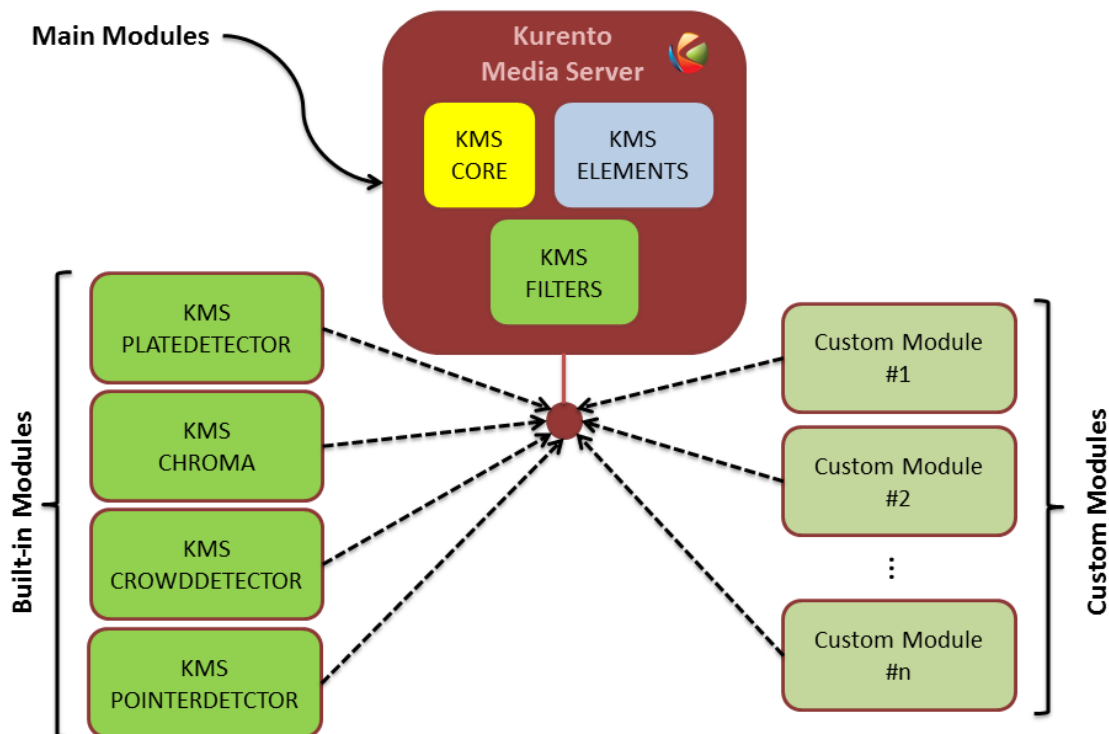 Main Modules
Kurento
Media Server
KMS
CORE
KMS
ELEMENTS
KMS
FILTERS
Built-in Modules
KMS
PLATEDETECTOR
KMS
CHROMA
KMS
CROWDDETECTOR
KMS
POINTERDETCTOR
Custom Module
#1
Custom Module
#2
...
Custom Module
#n
Custom Modules